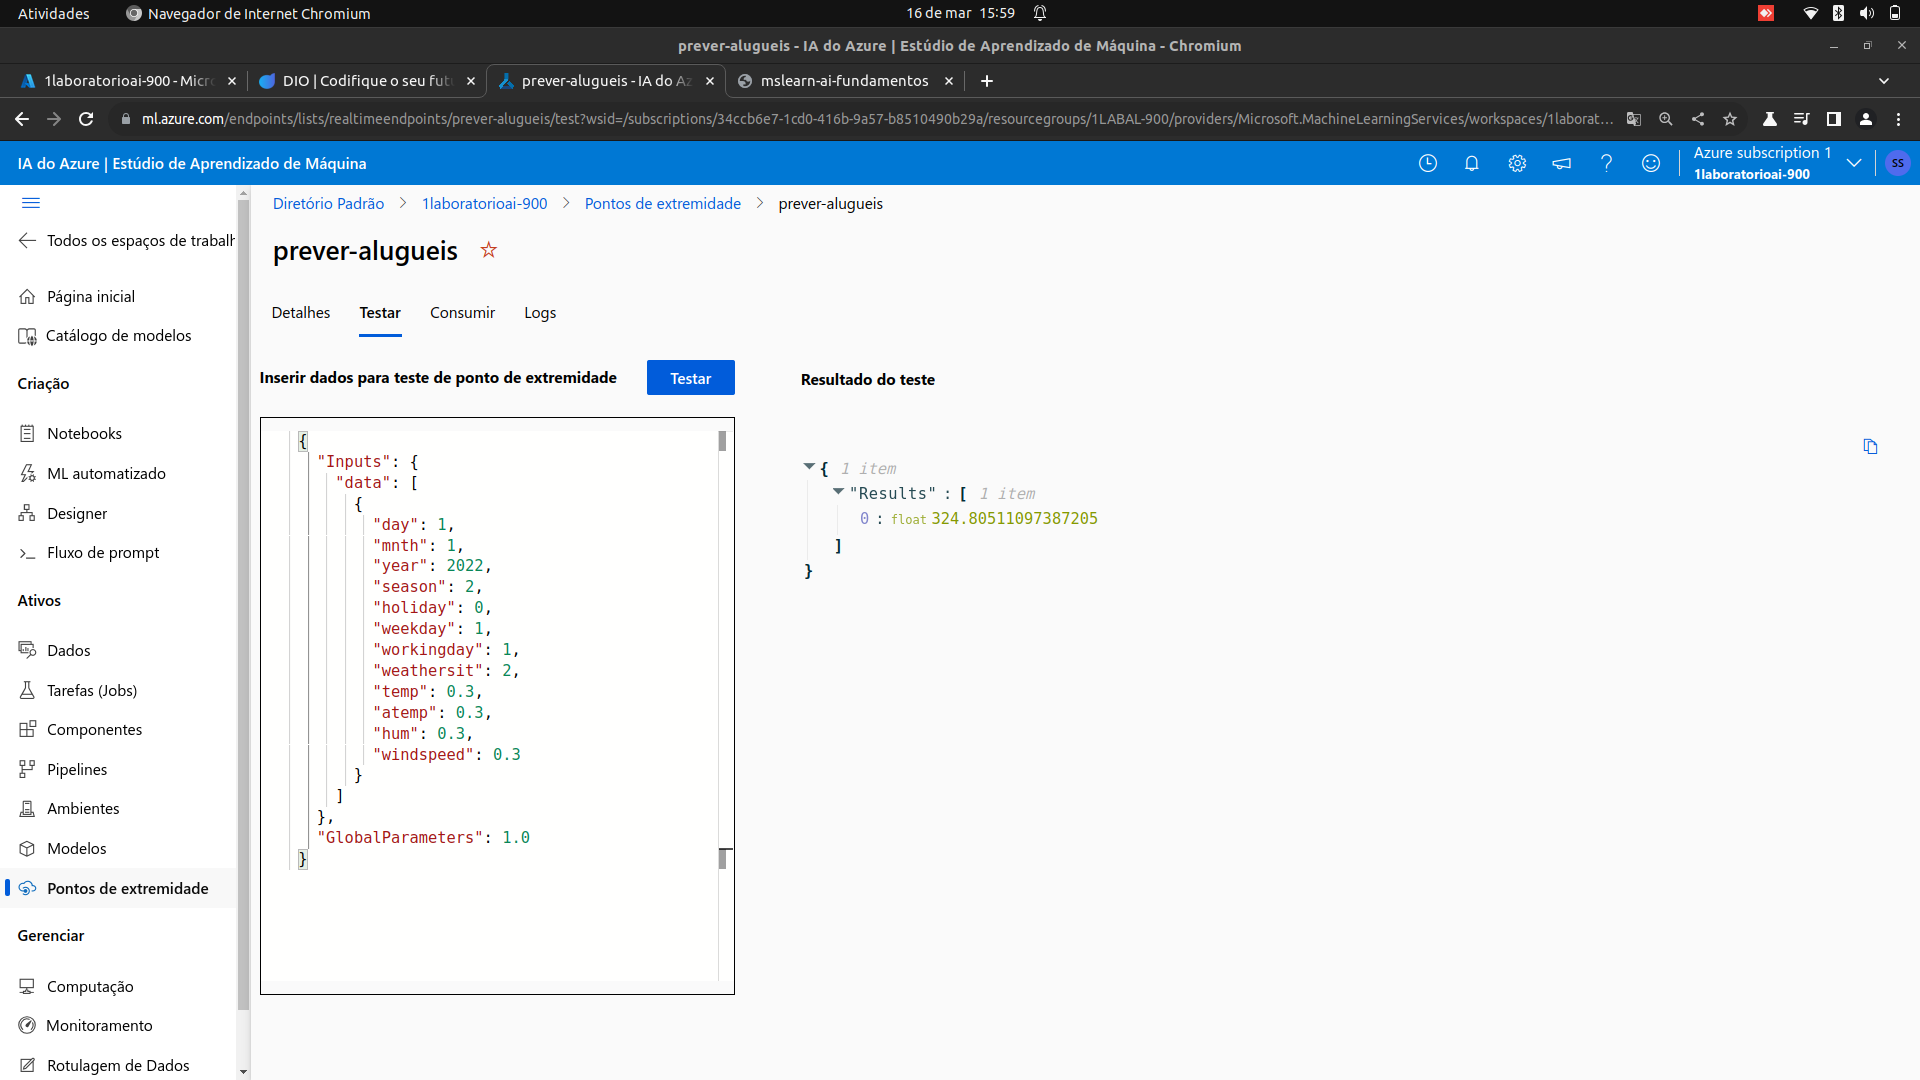 Atividades
Navegador de Internet Chromium
16 de mar 15:59
prever-alugueis - IA do Azure | Estúdio de Aprendizado de Máquina - Chromium
1laboratorioai-900 - Micr
DIO | Codifique o seu fut
prever-alugueis - IA do Az
mslearn-ai-fundamentos
ml.azure.com/endpoints/lists/realtimeendpoints/prever-alugueis/test?wsid=/subscriptions/34ccb6e7-1cd0-416b-9a57-b8510490b29a/resourcegroups/1LABAL-900/providers/Microsoft.MachineLearningServices/workspaces/1laborat...
IA do Azure | Estúdio de Aprendizado de Máquina
Azure subscription 1
1laboratorioai-900
SS
Diretório Padrão > 1laboratorioai-900 > Pontos de extremidade > prever-alugueis
Todos os espaços de trabalh
Página inicial
Catálogo de modelos
Criação
Notebooks
ML automatizado
Designer
Fluxo de prompt
Ativos
Dados
Tarefas (Jobs)
Componentes
Pipelines
Ambientes
Modelos
Pontos de extremidade
Gerenciar
Computação
Monitoramento
Rotulagem de Dados
prever-alugueis
Detalhes
Testar
Consumir
Logs
Inserir dados para teste de ponto de extremidade
Testar
{
"Inputs": {
"data": [
{
"day": 1,
"mnth": 1,
"year": 2022,
"season": 2,
"holiday": 0,
"weekday": 1,
"workingday": 1,
"weathersit": 2,
"temp": 0.3,
"atemp": 0.3,
"hum": 0.3,
"windspeed": 0.3
}
]
},
"GlobalParameters": 1.0
}
Resultado do teste
{ 1 item
"Results" : [ 1 item
0 : float 324.80511097387205
]
}